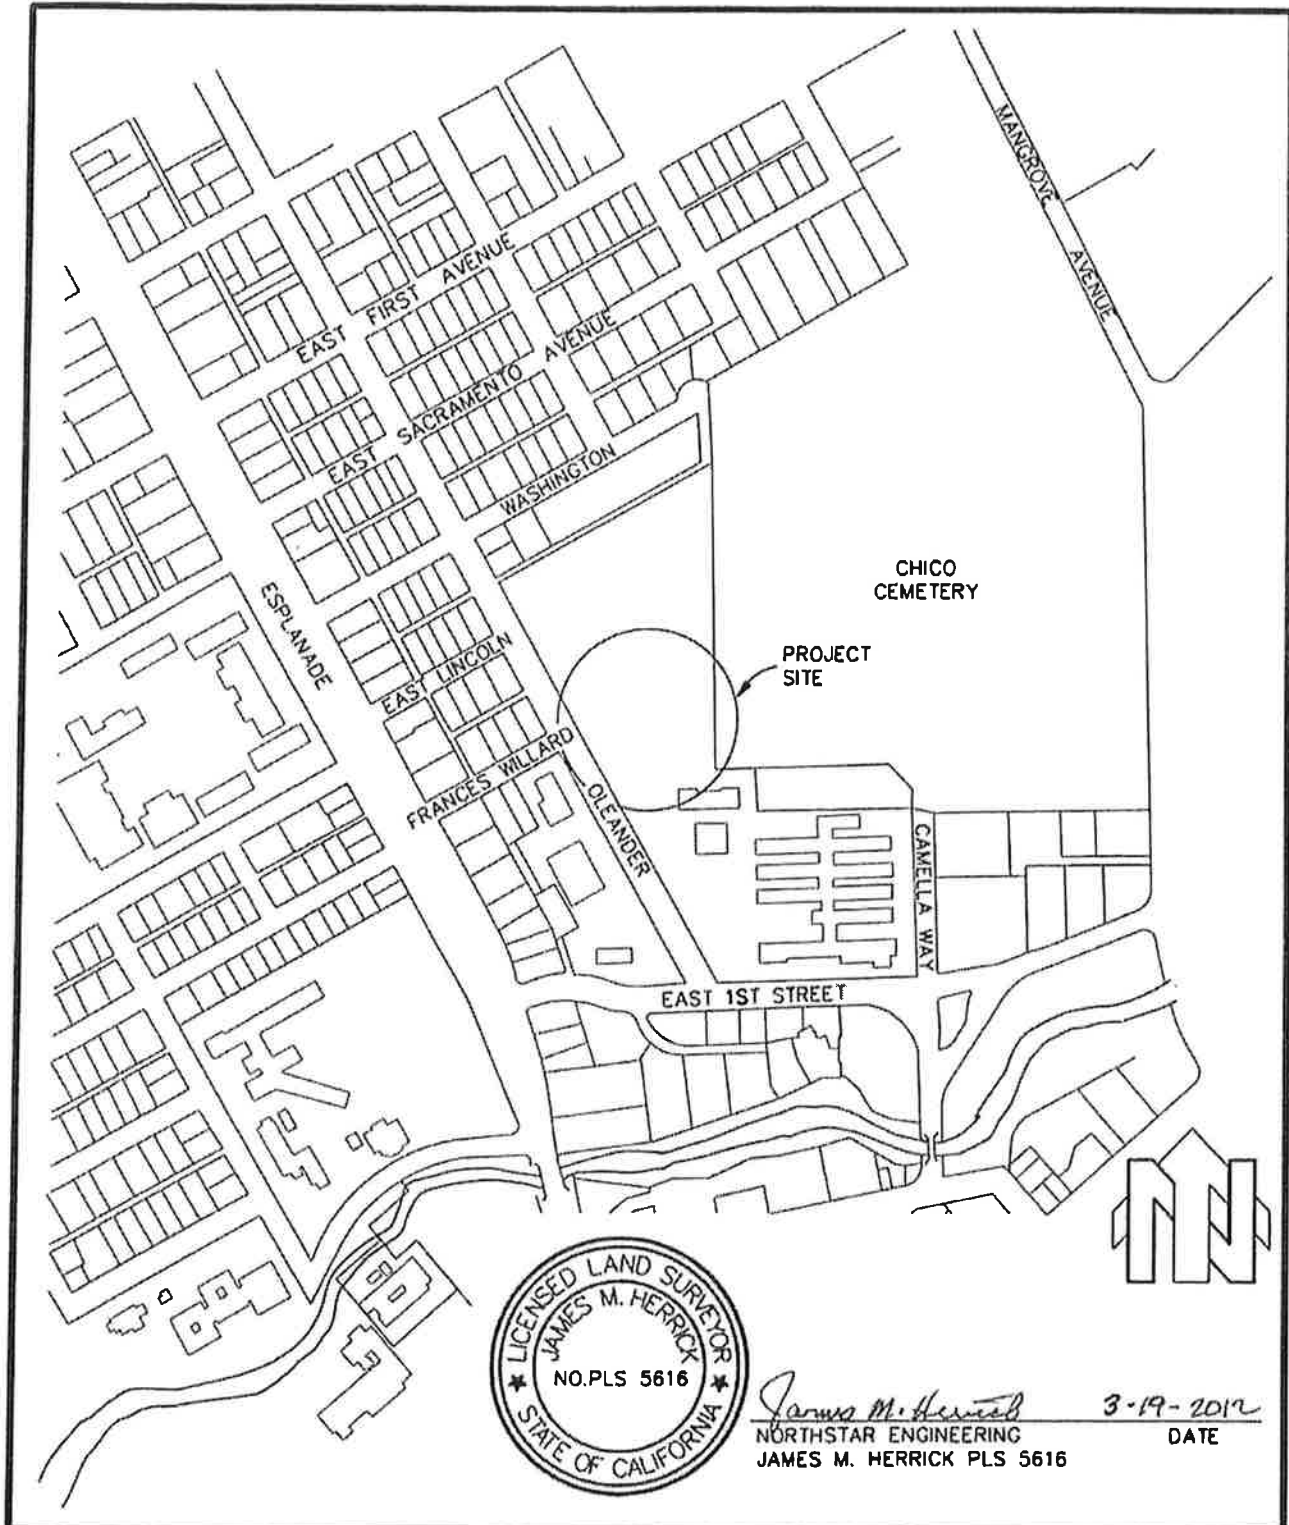 MANGROVE AVENUE
EAST FIRST AVENUE
EAST SACRAMENTO AVENUE
WASHINGTON
ESPLANADE
CHICO
CEMETERY
PROJECT
SITE
EAST LINCOLN
FRANCES WILLARD
OLEANDER
CAMELLA WAY
EAST 1ST STREET
LICENSED LAND SURVEYOR
JAMES M. HERRICK
NO.PLS 5616
STATE OF CALIFORNIA
James M. Herrick 3-19-2012
NORTHSTAR ENGINEERING DATE
JAMES M. HERRICK PLS 5616